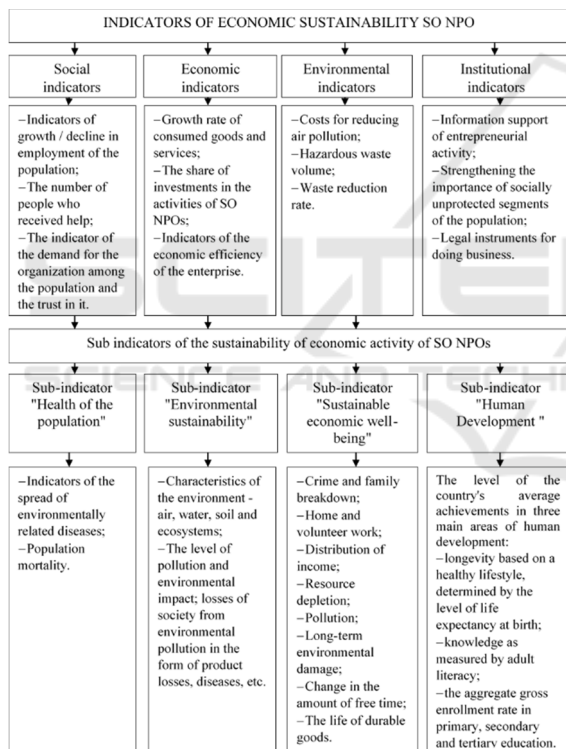 INDICATORS OF ECONOMIC SUSTAINABILITY SO NPO
Social
indicators
Economic
indicators
Environmental
indicators
Institutional
indicators
–Indicators of
growth / decline in
employment of the
population;
–The number of
people who
received help;
–The indicator of
the demand for the
organization among
the population and
the trust in it.
–Growth rate of
consumed goods and
services;
–The share of
investments in the
activities of SO
NPOs;
–Indicators of the
economic efficiency
of the enterprise.
–Costs for reducing
air pollution;
–Hazardous waste
volume;
–Waste reduction
rate.
–Information support
of entrepreneurial
activity;
–Strengthening the
importance of socially
unprotected segments
of the population;
–Legal instruments for
doing business.
Sub indicators of the sustainability of economic activity of SO NPOs
Sub-indicator
"Health of the
population"
Sub-indicator
"Environmental
sustainability"
Sub-indicator
"Sustainable
economic well-
being"
Sub-indicator
"Human
Development "
–Indicators of the
spread of
environmentally
related diseases;
–Population
mortality.
–Characteristics of
the environment -
air, water, soil and
ecosystems;
–The level of
pollution and
environmental
impact; losses of
society from
environmental
pollution in the
form of product
losses, diseases, etc.
–Crime and family
breakdown;
–Home and
volunteer work;
–Distribution of
income;
–Resource
depletion;
–Pollution;
–Long-term
environmental
damage;
–Change in the
amount of free time;
–The life of durable
goods.
The level of the
country's average
achievements in three
main areas of human
development:
–longevity based on a
healthy lifestyle,
determined by the
level of life
expectancy at birth;
–knowledge as
measured by adult
literacy;
–the aggregate gross
enrollment rate in
primary, secondary
and tertiary education.
SCITE
SCIENCE AND TECH